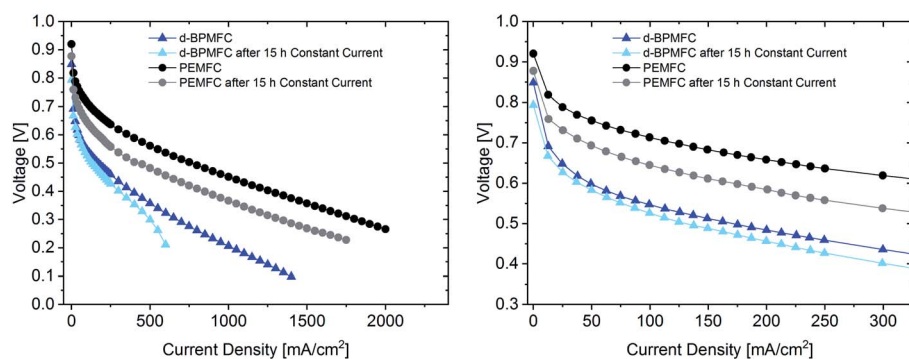 1.0
0.9
0.8
0.7
0.6
0.5
0.4
0.3
0.2
0.1
0.0
Voltage [V]
d-BPMFC
d-BPMFC after 15 h Constant Current
PEMFC
PEMFC after 15 h Constant Current
0 500 1000 1500 2000
Current Density [mA/cm²]
1.0
0.9
0.8
0.7
0.6
0.5
0.4
0.3
Voltage [V]
d-BPMFC
d-BPMFC after 15 h Constant Current
PEMFC
PEMFC after 15 h Constant Current
0 50 100 150 200 250 300
Current Density [mA/cm²]